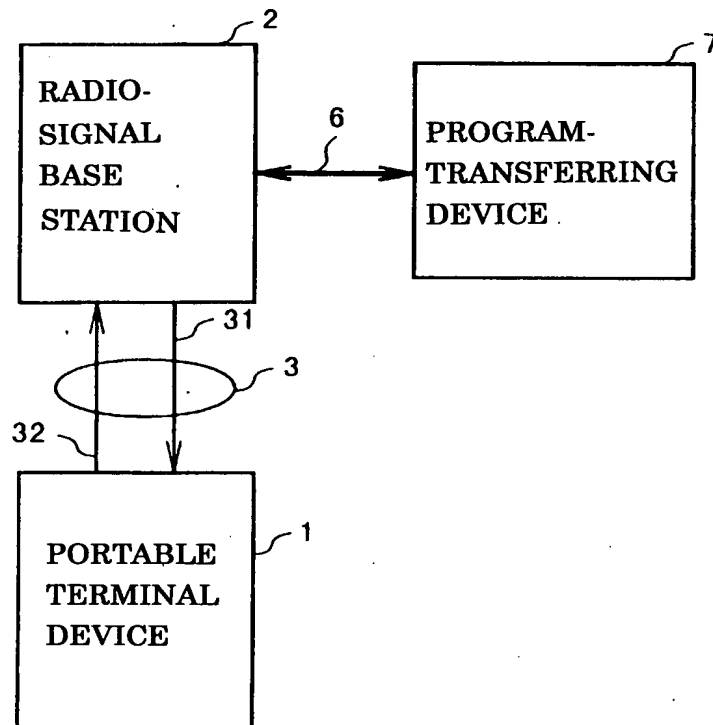 2
7
RADIO-
SIGNAL
BASE
STATION
6
PROGRAM-
TRANSFERRING
DEVICE
31
3
32
1
PORTABLE
TERMINAL
DEVICE